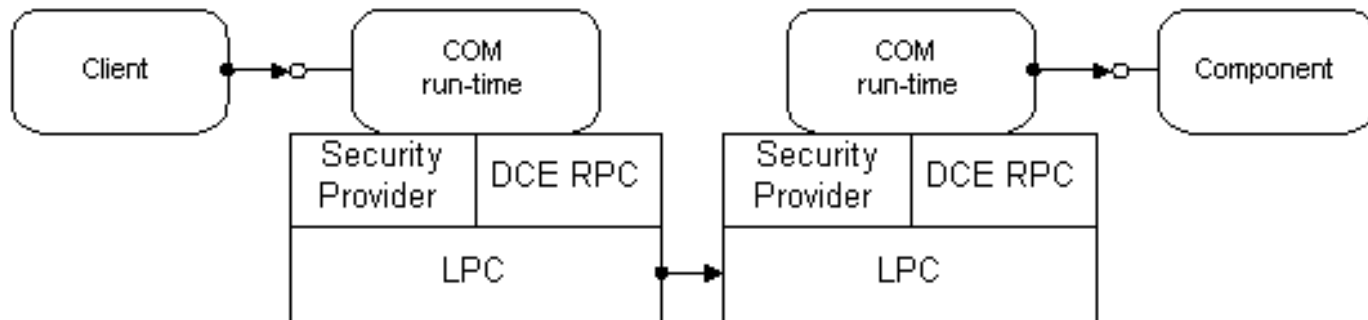 Client
COM
run-time
COM
run-time
Component
Security
Provider
DCE RPC
Security
Provider
DCE RPC
LPC
LPC